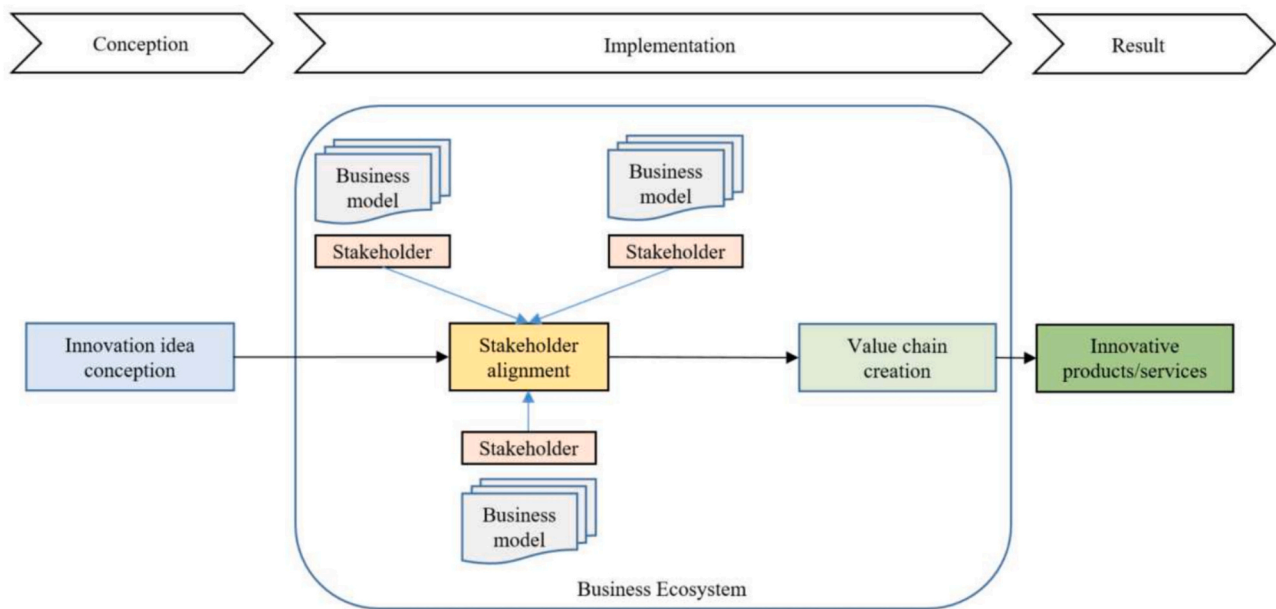 Conception
Implementation
Result
Business
model
Business
model
Stakeholder
Stakeholder
Innovation idea
conception
Stakeholder
alignment
Value chain
creation
Innovative
products/services
Stakeholder
Business
model
Business Ecosystem